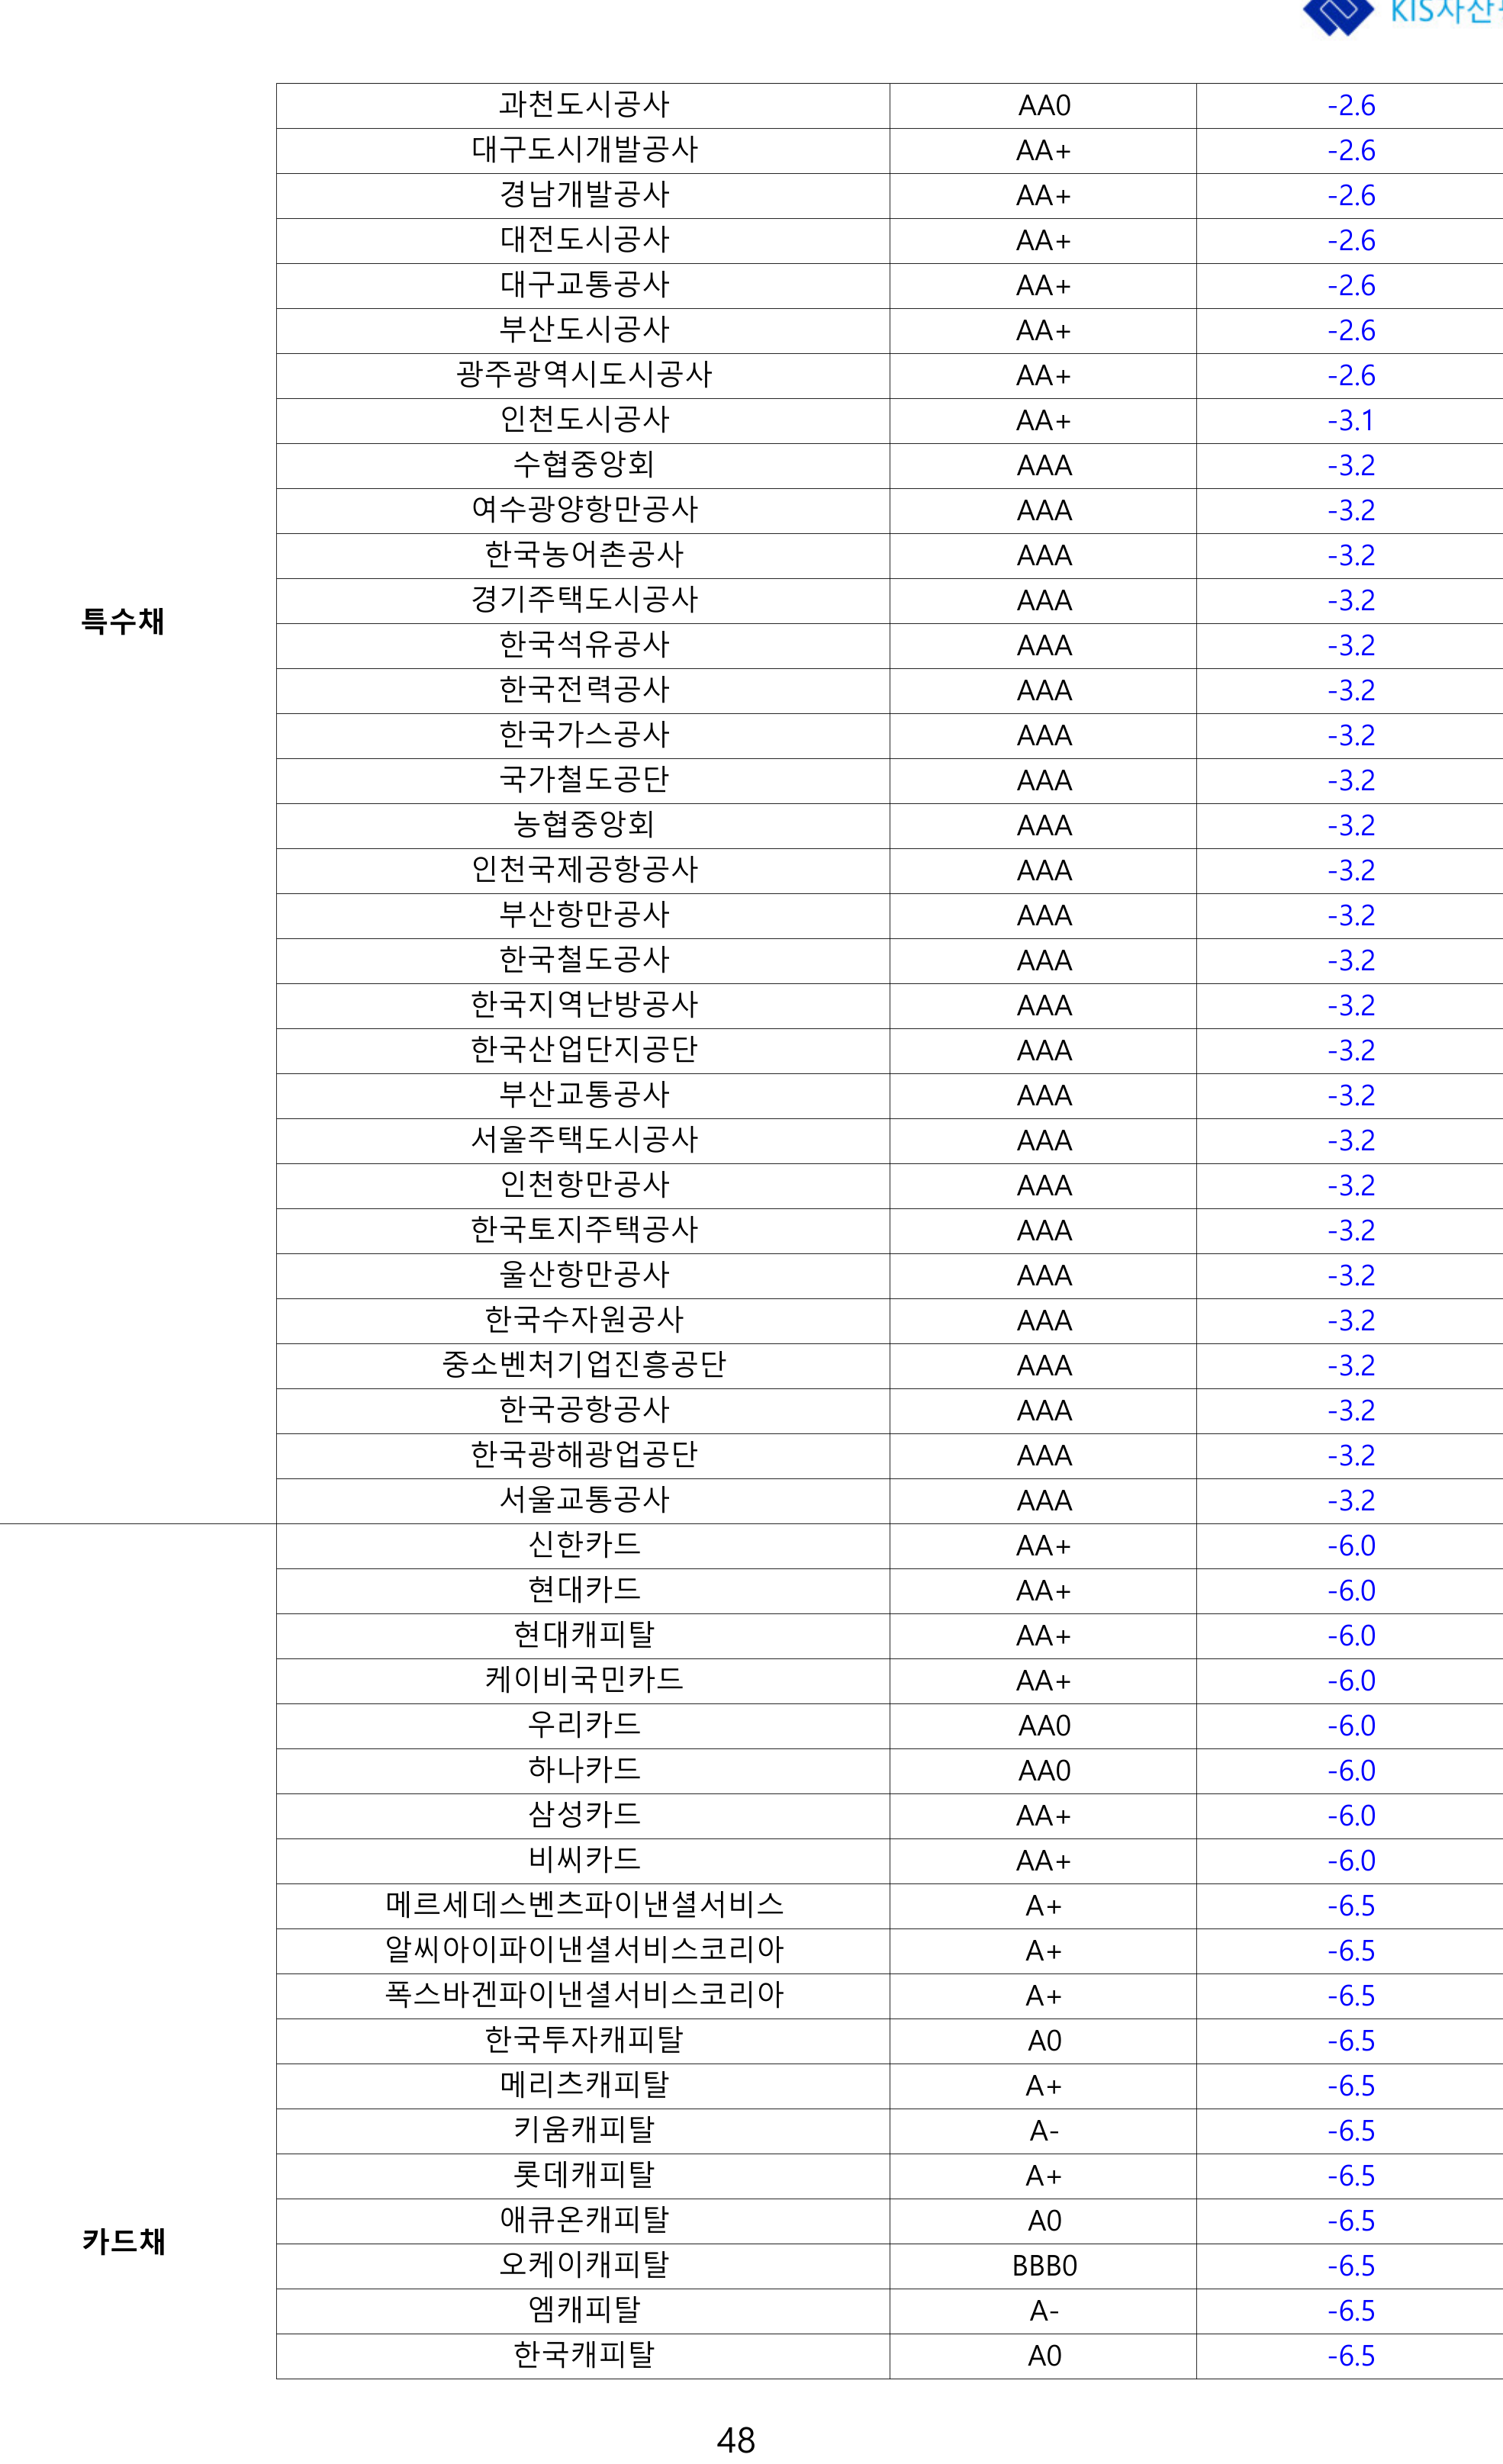 KIS자산
과천도시공사 AA0 -2.6
대구도시개발공사 AA+ -2.6
경남개발공사 AA+ -2.6
대전도시공사 AA+ -2.6
대구교통공사 AA+ -2.6
부산도시공사 AA+ -2.6
광주광역시도시공사 AA+ -2.6
인천도시공사 AA+ -3.1
수협중앙회 AAA -3.2
여수광양항만공사 AAA -3.2
한국농어촌공사 AAA -3.2
경기주택도시공사 AAA -3.2
특수채
한국석유공사 AAA -3.2
한국전력공사 AAA -3.2
한국가스공사 AAA -3.2
국가철도공단 AAA -3.2
농협중앙회 AAA -3.2
인천국제공항공사 AAA -3.2
부산항만공사 AAA -3.2
한국철도공사 AAA -3.2
한국지역난방공사 AAA -3.2
한국산업단지공단 AAA -3.2
부산교통공사 AAA -3.2
서울주택도시공사 AAA -3.2
인천항만공사 AAA -3.2
한국토지주택공사 AAA -3.2
울산항만공사 AAA -3.2
한국수자원공사 AAA -3.2
중소벤처기업진흥공단 AAA -3.2
한국공항공사 AAA -3.2
한국광해광업공단 AAA -3.2
서울교통공사 AAA -3.2
신한카드 AA+ -6.0
현대카드 AA+ -6.0
현대캐피탈 AA+ -6.0
케이비국민카드 AA+ -6.0
우리카드 AA0 -6.0
하나카드 AA0 -6.0
삼성카드 AA+ -6.0
비씨카드 AA+ -6.0
메르세데스벤츠파이낸셜서비스 A+ -6.5
알씨아이파이낸셜서비스코리아 A+ -6.5
폭스바겐파이낸셜서비스코리아 A+ -6.5
한국투자캐피탈 A0 -6.5
메리츠캐피탈 A+ -6.5
키움캐피탈 A- -6.5
롯데캐피탈 A+ -6.5
애큐온캐피탈 A0 -6.5
카드채
오케이캐피탈 BBB0 -6.5
엠캐피탈 A- -6.5
한국캐피탈 A0 -6.5
48